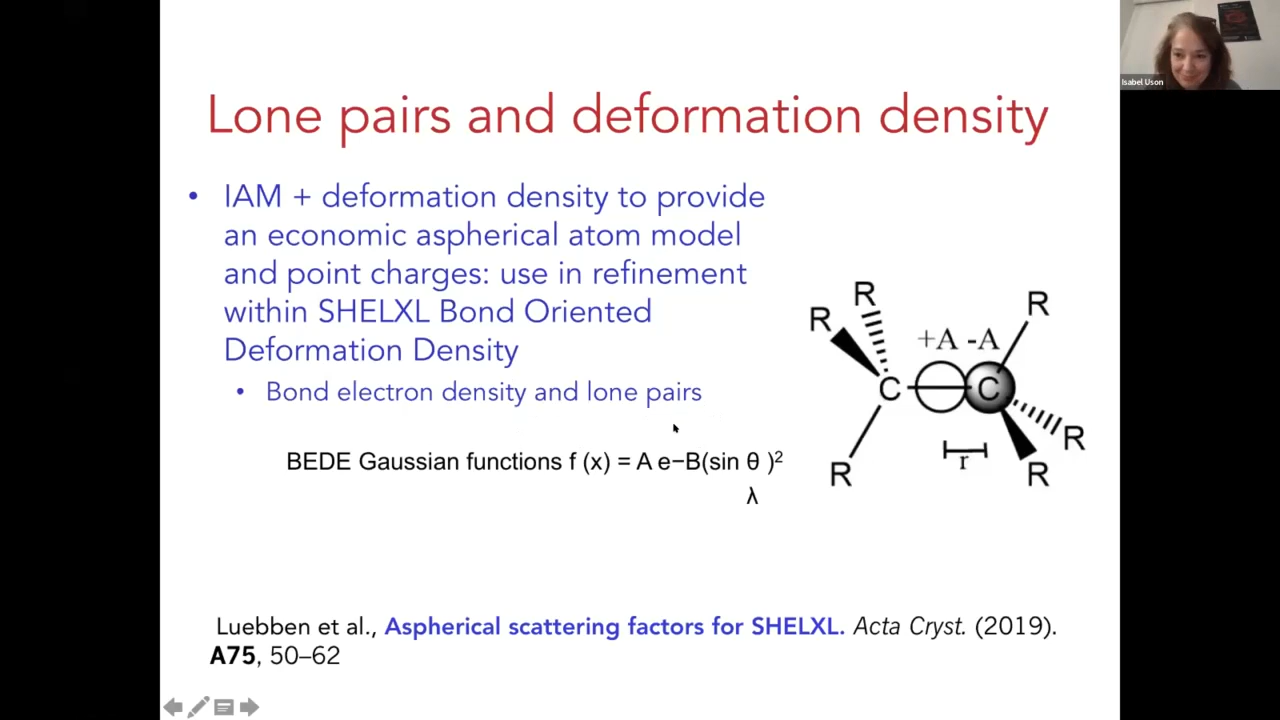 Isabel Uson
Lone pairs and deformation density
• IAM + deformation density to provide
an economic aspherical atom model
and point charges: use in refinement
within SHELXL Bond Oriented
Deformation Density
• Bond electron density and lone pairs
BEDE Gaussian functions f (x) = A e−B(sin θ )²
λ
R
R
R
+A -A
C
C
R
r
R
R
Luebben et al., Aspherical scattering factors for SHELXL. Acta Cryst. (2019).
A75, 50–62